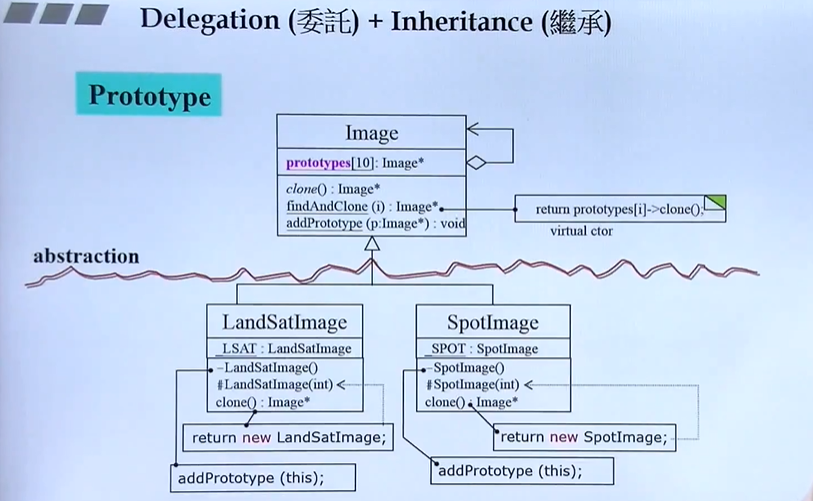 Delegation (委託) + Inheritance (繼承)
Prototype
Image
prototypes[10]: Image*
clone() : Image*
findAndClone (i) : Image*
addPrototype (p:Image*) : void
return prototypes[i]->clone();
virtual ctor
abstraction
LandSatImage
_LSAT : LandSatImage
-LandSatImage()
#LandSatImage(int)
clone() : Image*
return new LandSatImage;
addPrototype (this);
SpotImage
_SPOT : SpotImage
-SpotImage()
#SpotImage(int)
clone() : Image*
return new SpotImage;
addPrototype (this);